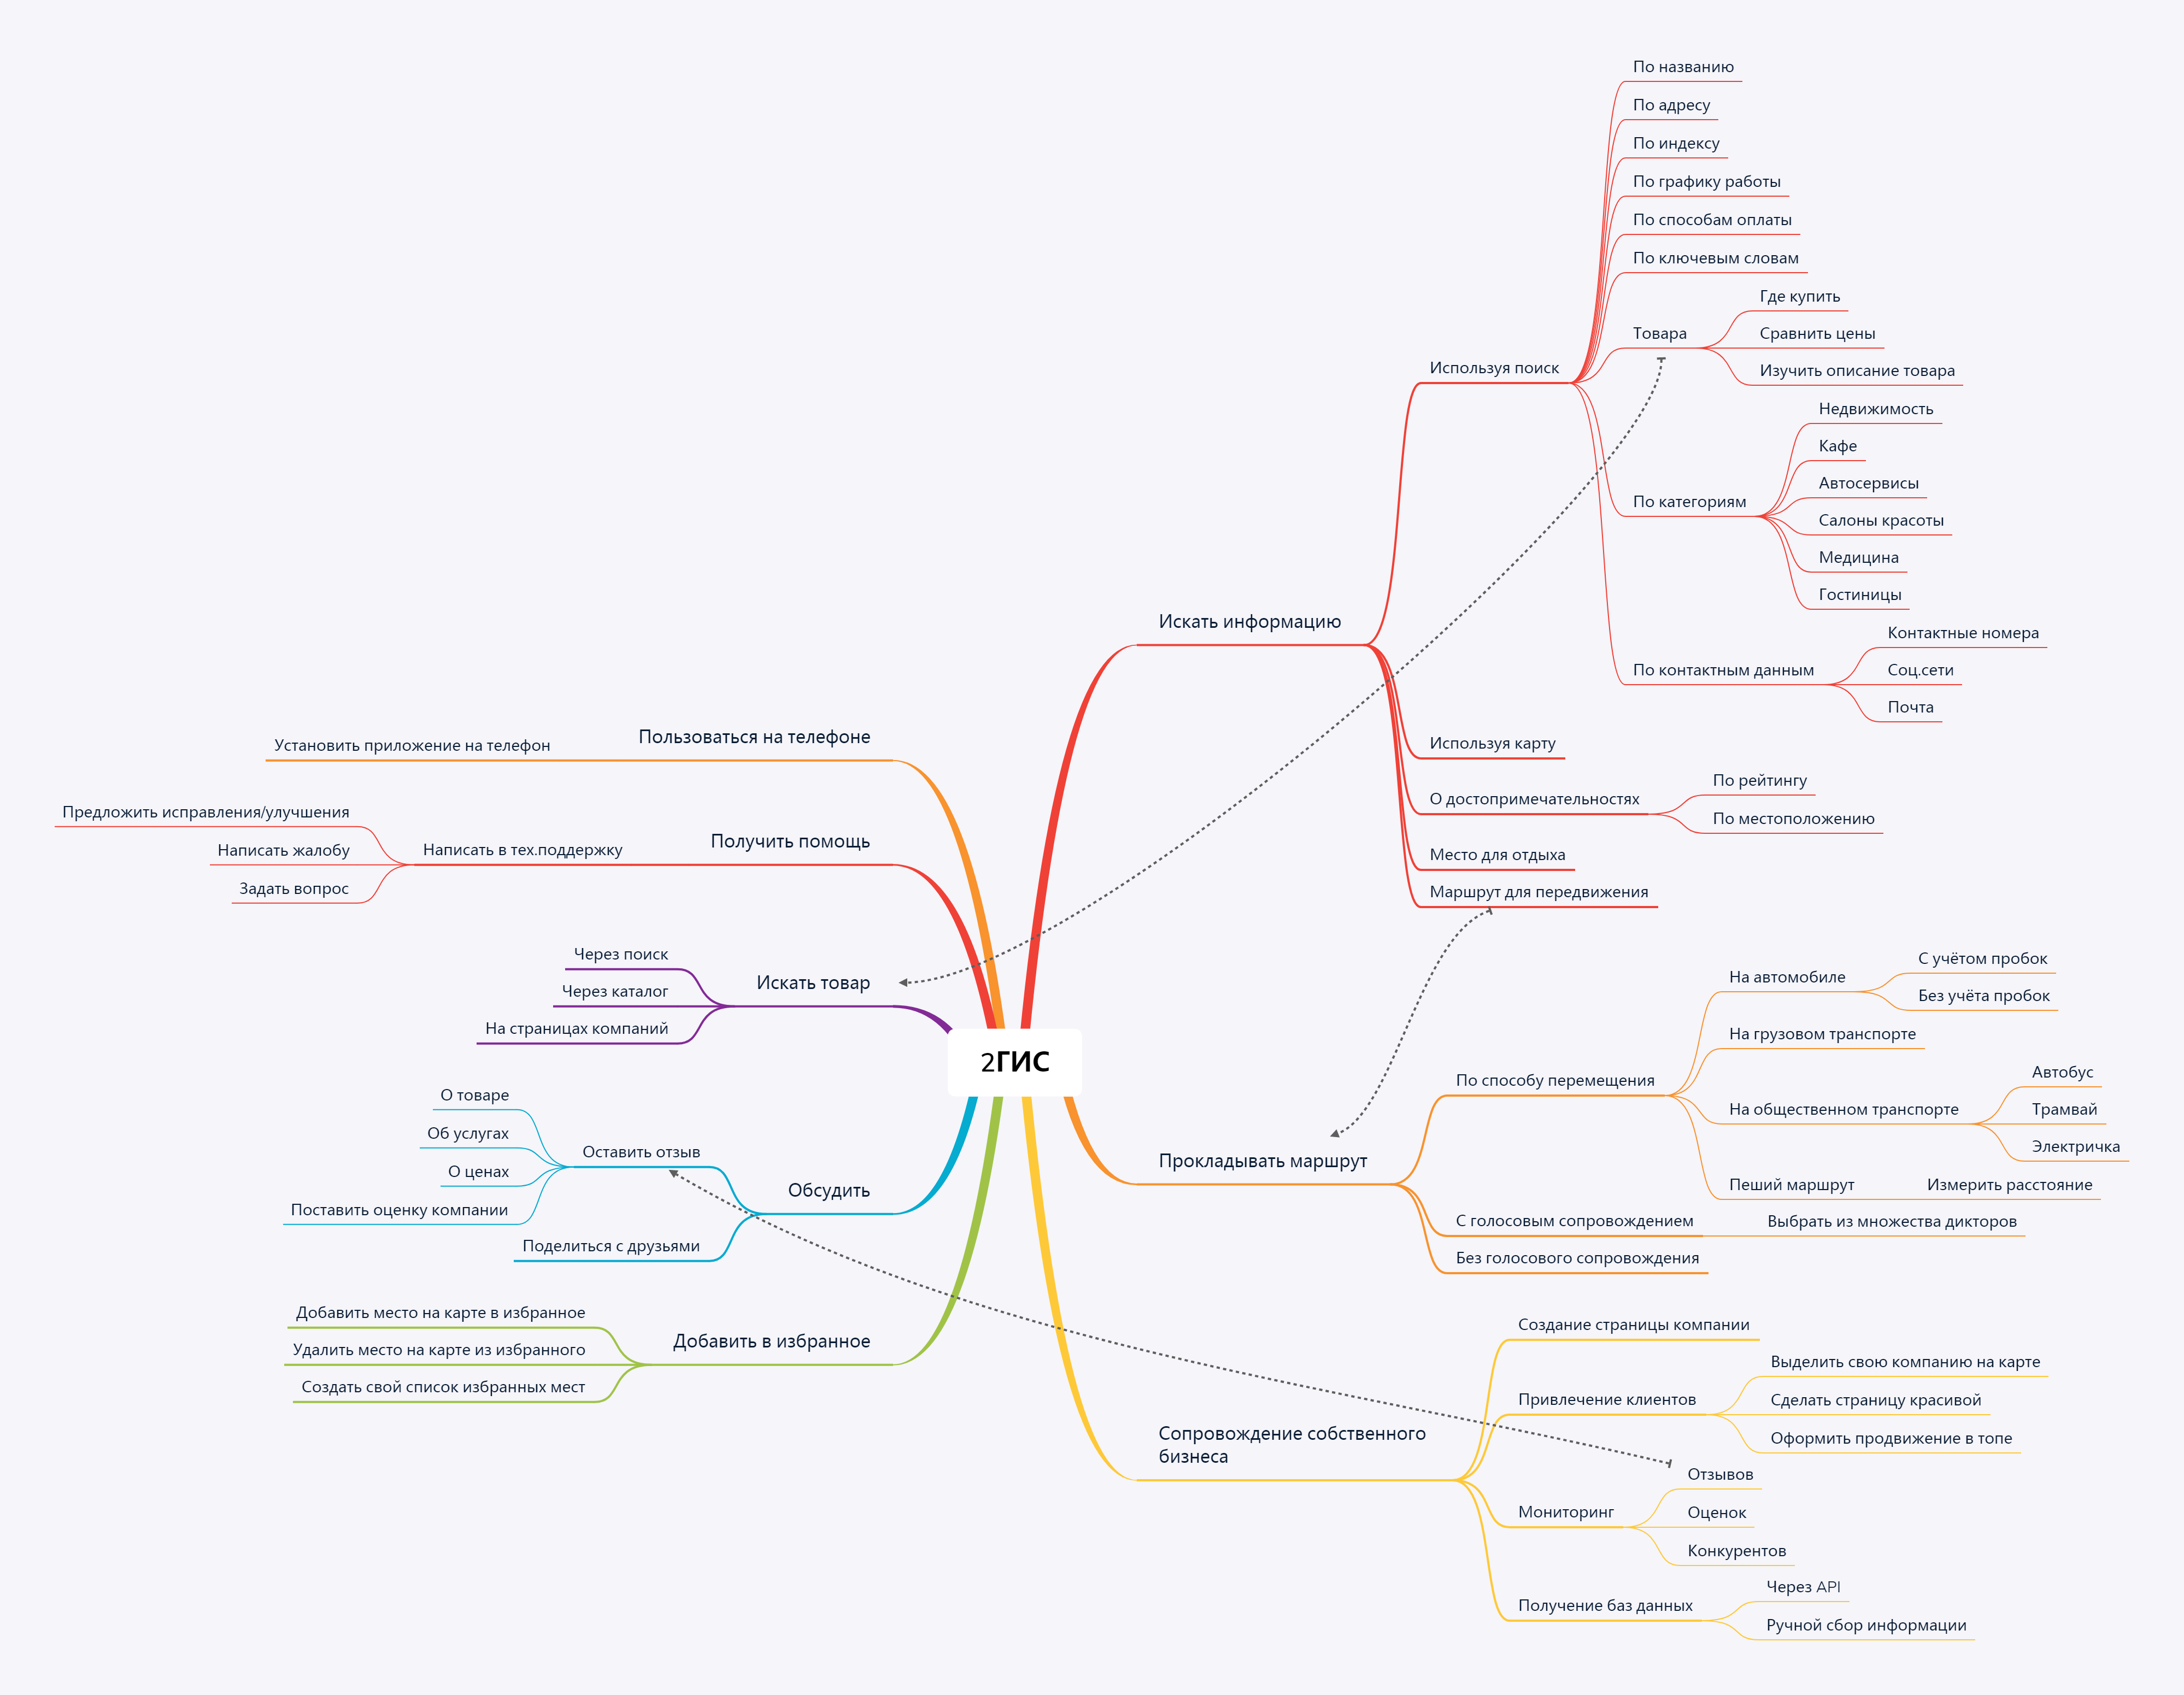 2ГИС
Искать информацию
Используя поиск
По названию
По адресу
По индексу
По графику работы
По способам оплаты
По ключевым словам
Товара
Где купить
Сравнить цены
Изучить описание товара
По категориям
Недвижимость
Кафе
Автосервисы
Салоны красоты
Медицина
Гостиницы
По контактным данным
Контактные номера
Соц.сети
Почта
Используя карту
О достопримечательностях
По рейтингу
По местоположению
Место для отдыха
Маршрут для передвижения
Прокладывать маршрут
По способу перемещения
На автомобиле
С учётом пробок
Без учёта пробок
На грузовом транспорте
На общественном транспорте
Автобус
Трамвай
Электричка
Пеший маршрут
Измерить расстояние
С голосовым сопровождением
Выбрать из множества дикторов
Без голосового сопровождения
Сопровождение собственного
бизнеса
Создание страницы компании
Привлечение клиентов
Выделить свою компанию на карте
Сделать страницу красивой
Оформить продвижение в топе
Мониторинг
Отзывов
Оценок
Конкурентов
Получение баз данных
Через API
Ручной сбор информации
Пользоваться на телефоне
Установить приложение на телефон
Получить помощь
Написать в тех.поддержку
Предложить исправления/улучшения
Написать жалобу
Задать вопрос
Искать товар
Через поиск
Через каталог
На страницах компаний
Обсудить
Оставить отзыв
О товаре
Об услугах
О ценах
Поставить оценку компании
Поделиться с друзьями
Добавить в избранное
Добавить место на карте в избранное
Удалить место на карте из избранного
Создать свой список избранных мест